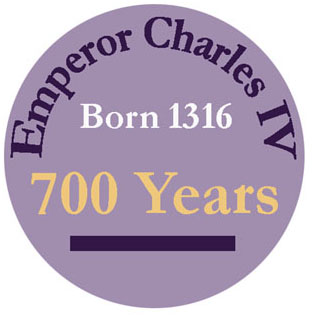 Emperor Charles IV
Born 1316
700 Years